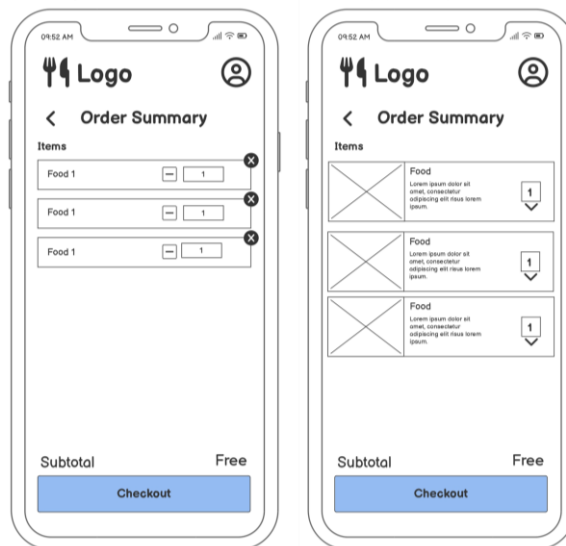 09:52 AM
Logo
Order Summary
Items
Food 1
1
Food 1
1
Food 1
1
Subtotal
Free
Checkout
09:52 AM
Logo
Order Summary
Items
Food
Lorem ipsum dolor sit
amet, consectetur
adipiscing elit risus lorem
ipsum.
1
Food
Lorem ipsum dolor sit
amet, consectetur
adipiscing elit risus lorem
ipsum.
1
Food
Lorem ipsum dolor sit
amet, consectetur
adipiscing elit risus lorem
ipsum.
1
Subtotal
Free
Checkout